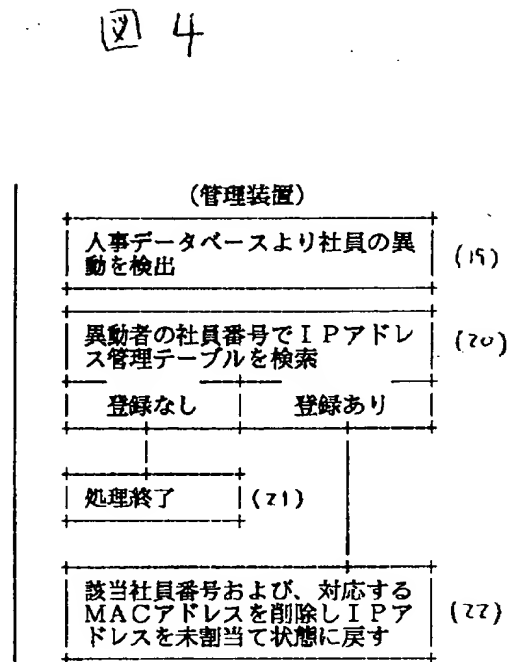 図 4
(管理装置)
人事データベースより社員の異
動を検出
(19)
異動者の社員番号でIPアドレ
ス管理テーブルを検索
(20)
登録なし 登録あり
処理終了 (21)
該当社員番号および、対応する
MACアドレスを削除しIPア
ドレスを未割当て状態に戻す
(22)